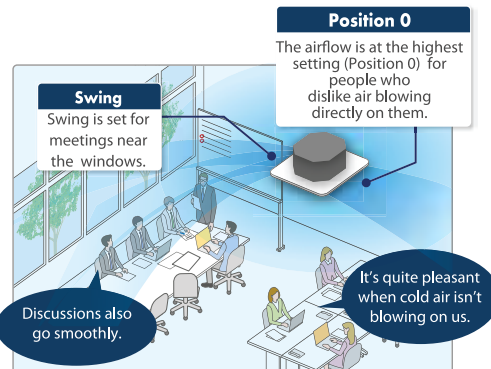 Position 0
The airflow is at the highest
setting (Position 0) for
people who
dislike air blowing
directly on them.
Swing
Swing is set for
meetings near
the windows.
It's quite pleasant
when cold air isn't
blowing on us.
Discussions also
go smoothly.